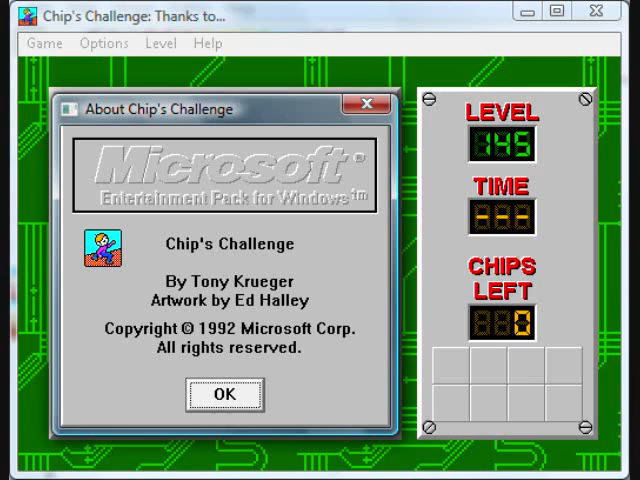 Chip's Challenge: Thanks to...
Game Options Level Help
About Chip's Challenge
Microsoft®
Entertainment Pack for Windows™
Chip's Challenge
By Tony Krueger
Artwork by Ed Halley
Copyright © 1992 Microsoft Corp.
All rights reserved.
OK
LEVEL
145
TIME
---
CHIPS
LEFT
0